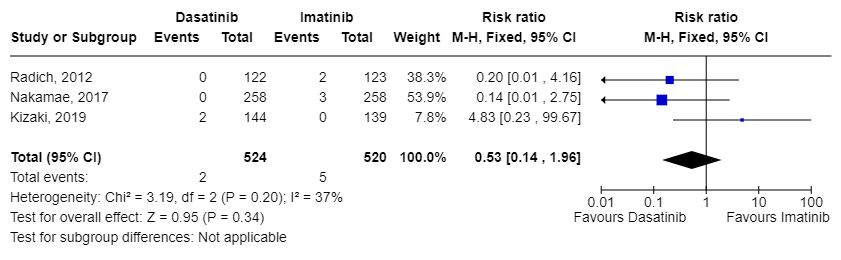 Dasatinib Imatinib Risk ratio Risk ratio
Study or Subgroup Events Total Events Total Weight M-H, Fixed, 95% CI M-H, Fixed, 95% CI
Radich, 2012 0 122 2 123 38.3% 0.20 [0.01 , 4.16]
Nakamae, 2017 0 258 3 258 53.9% 0.14 [0.01 , 2.75]
Kizaki, 2019 2 144 0 139 7.8% 4.83 [0.23 , 99.67]
Total (95% CI) 524 520 100.0% 0.53 [0.14 , 1.96]
Total events: 2 5
Heterogeneity: Chi² = 3.19, df = 2 (P = 0.20); I² = 37%
Test for overall effect: Z = 0.95 (P = 0.34)
Test for subgroup differences: Not applicable
0.01 0.1 1 10 100
Favours Dasatinib Favours Imatinib